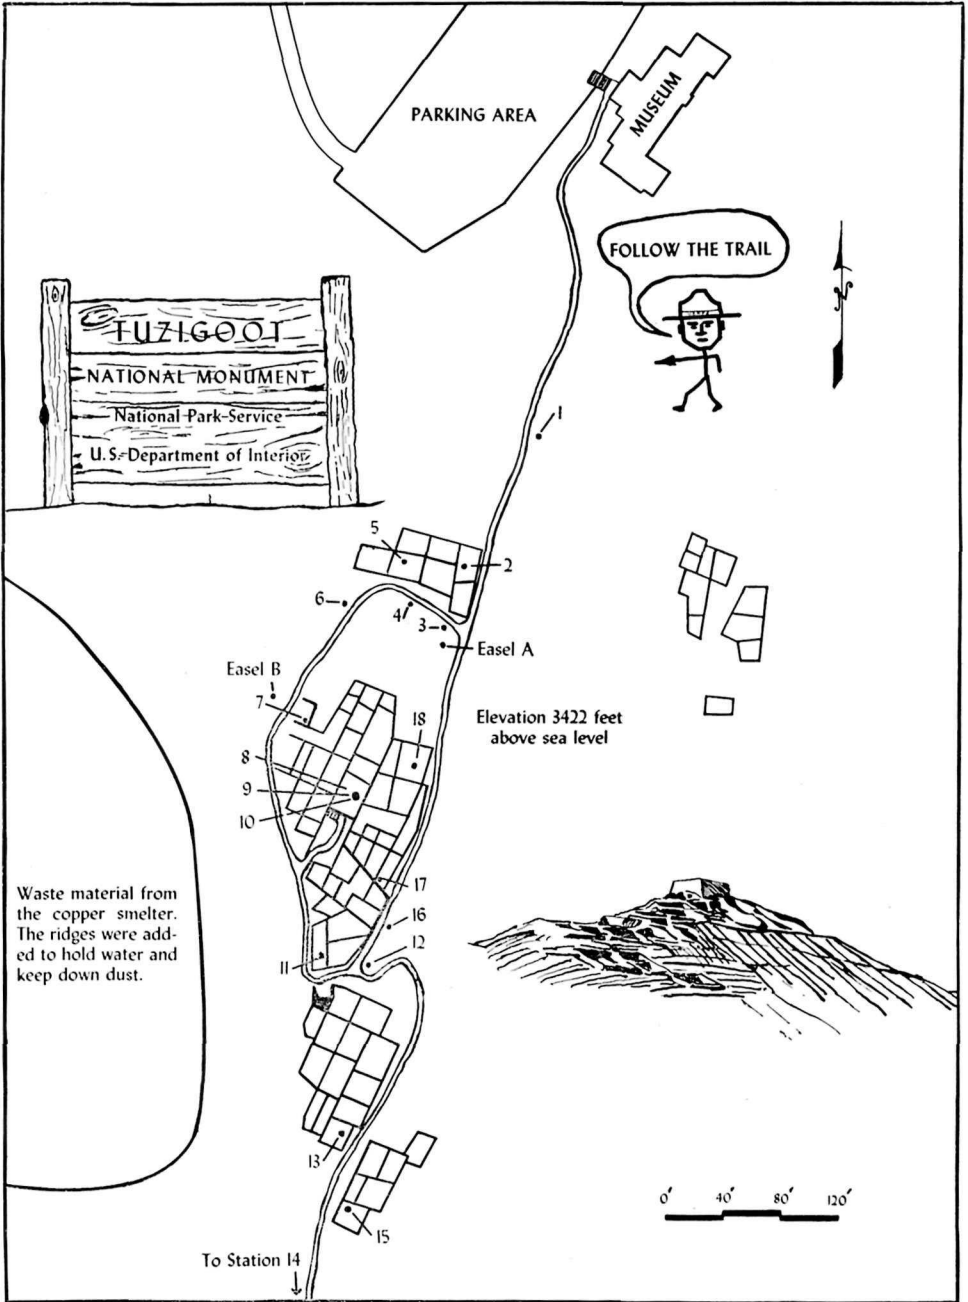 PARKING AREA
MUSEUM
FOLLOW THE TRAIL
N
TUZIGOOT
NATIONAL MONUMENT
National Park Service
U.S. Department of Interior
1
5
2
6
4
3
Easel A
Easel B
7
Elevation 3422 feet
above sea level
18
8
9
10
17
16
12
11
Waste material from
the copper smelter.
The ridges were add-
ed to hold water and
keep down dust.
13
15
0' 40' 80' 120'
To Station 14